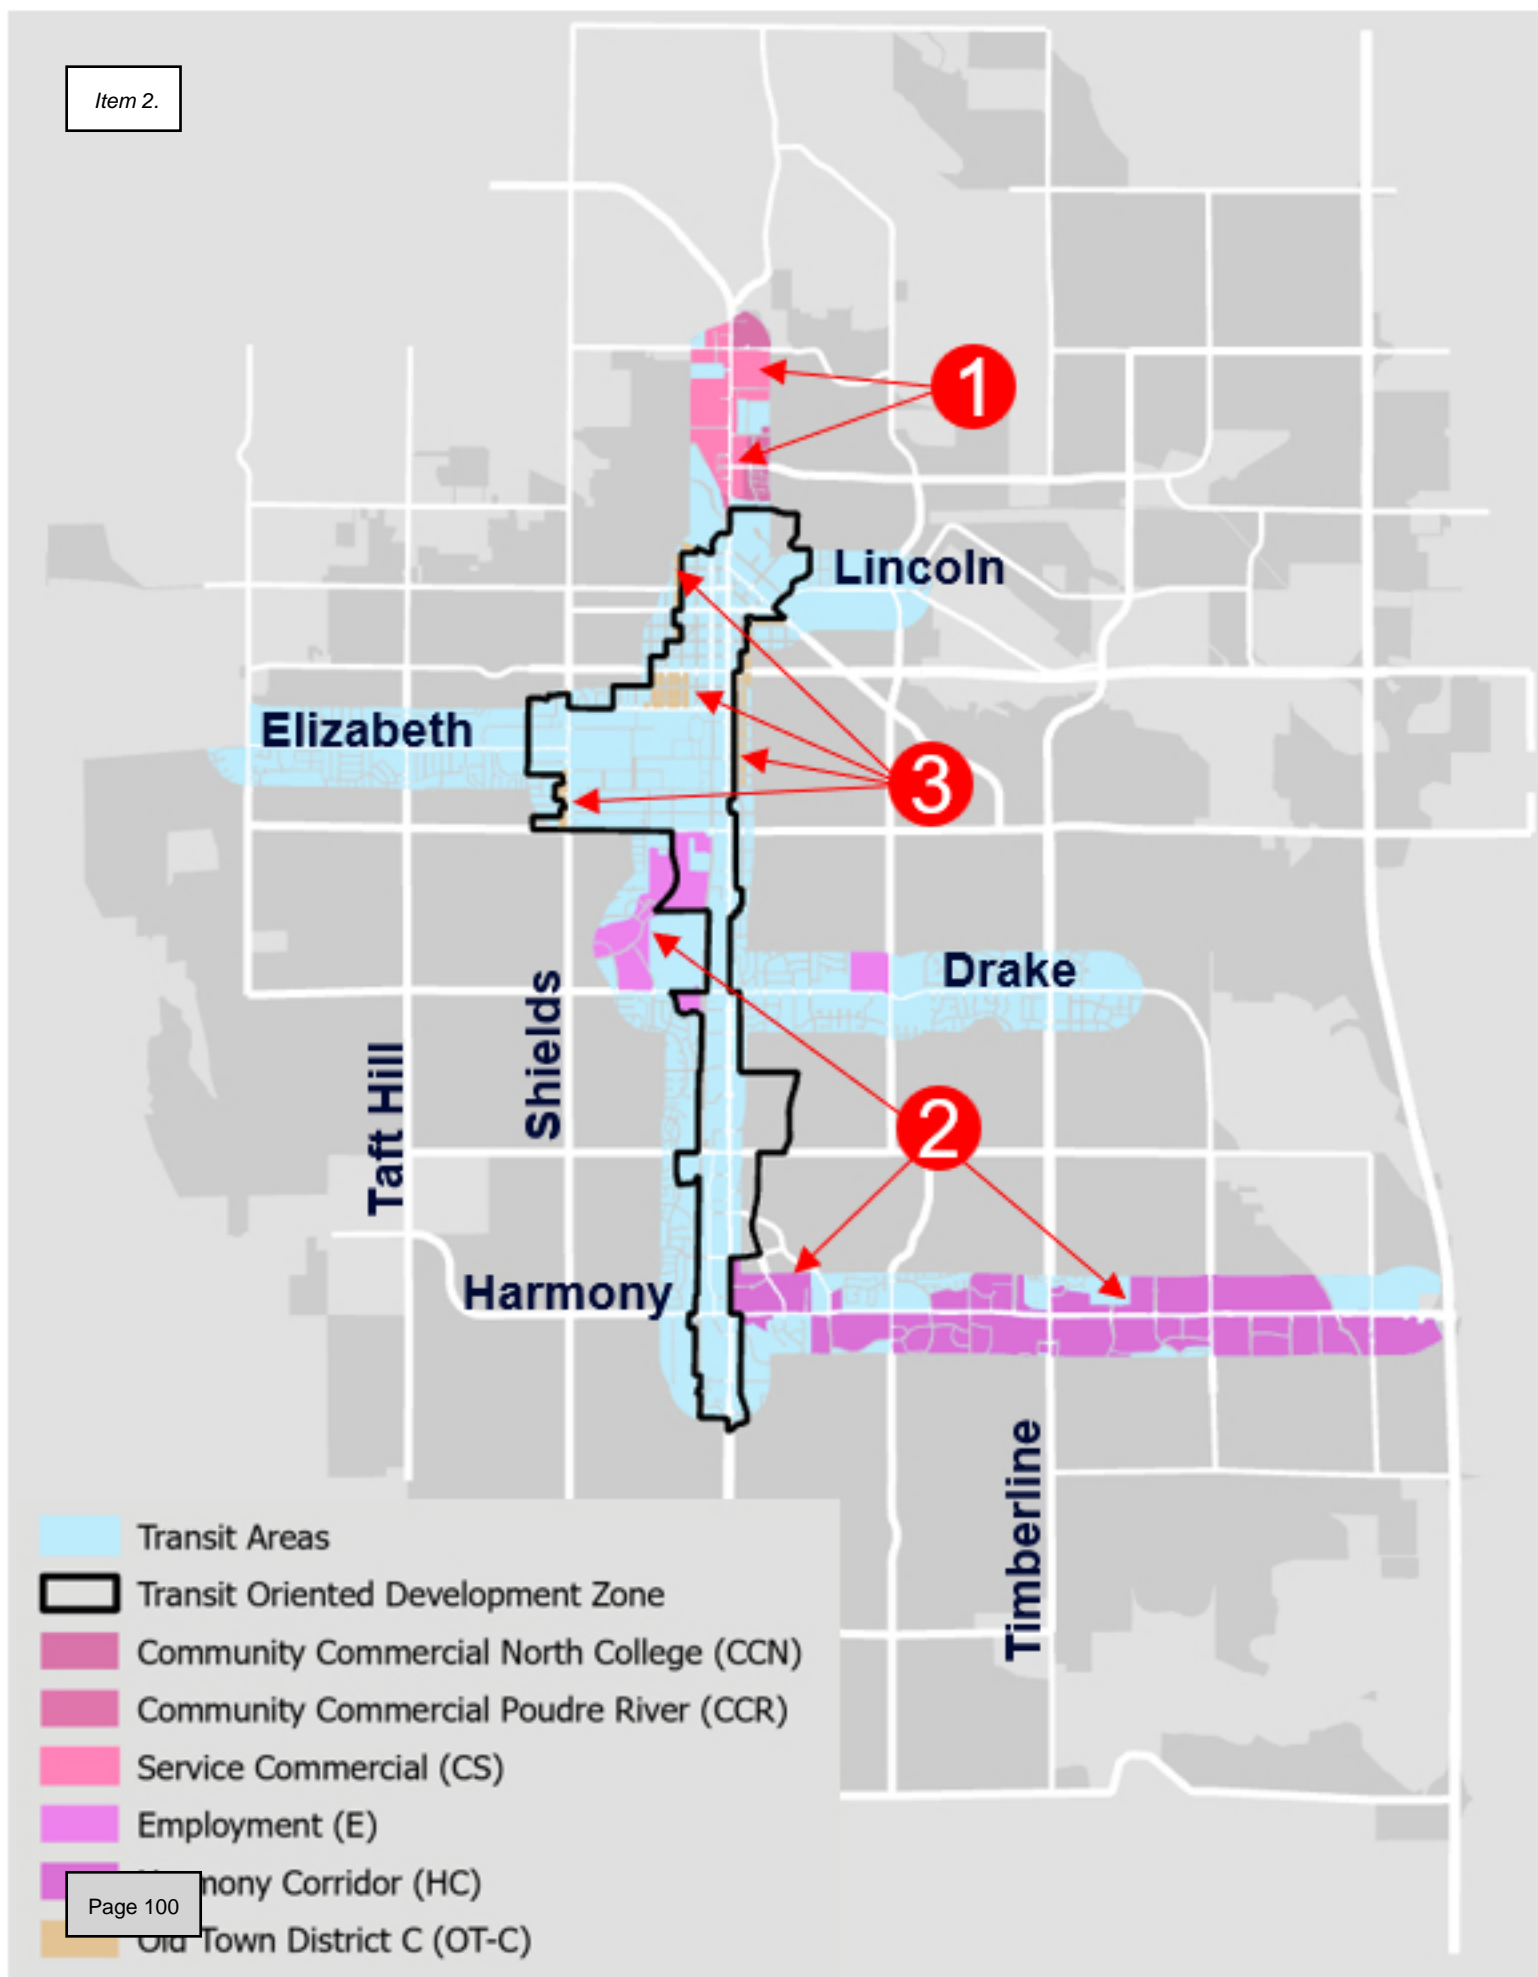 Item 2.
1
Lincoln
Elizabeth
3
Drake
Shields
Taft Hill
2
Harmony
Timberline
Transit Areas
Transit Oriented Development Zone
Community Commercial North College (CCN)
Community Commercial Poudre River (CCR)
Service Commercial (CS)
Employment (E)
mony Corridor (HC)
Page 100
Old Town District C (OT-C)